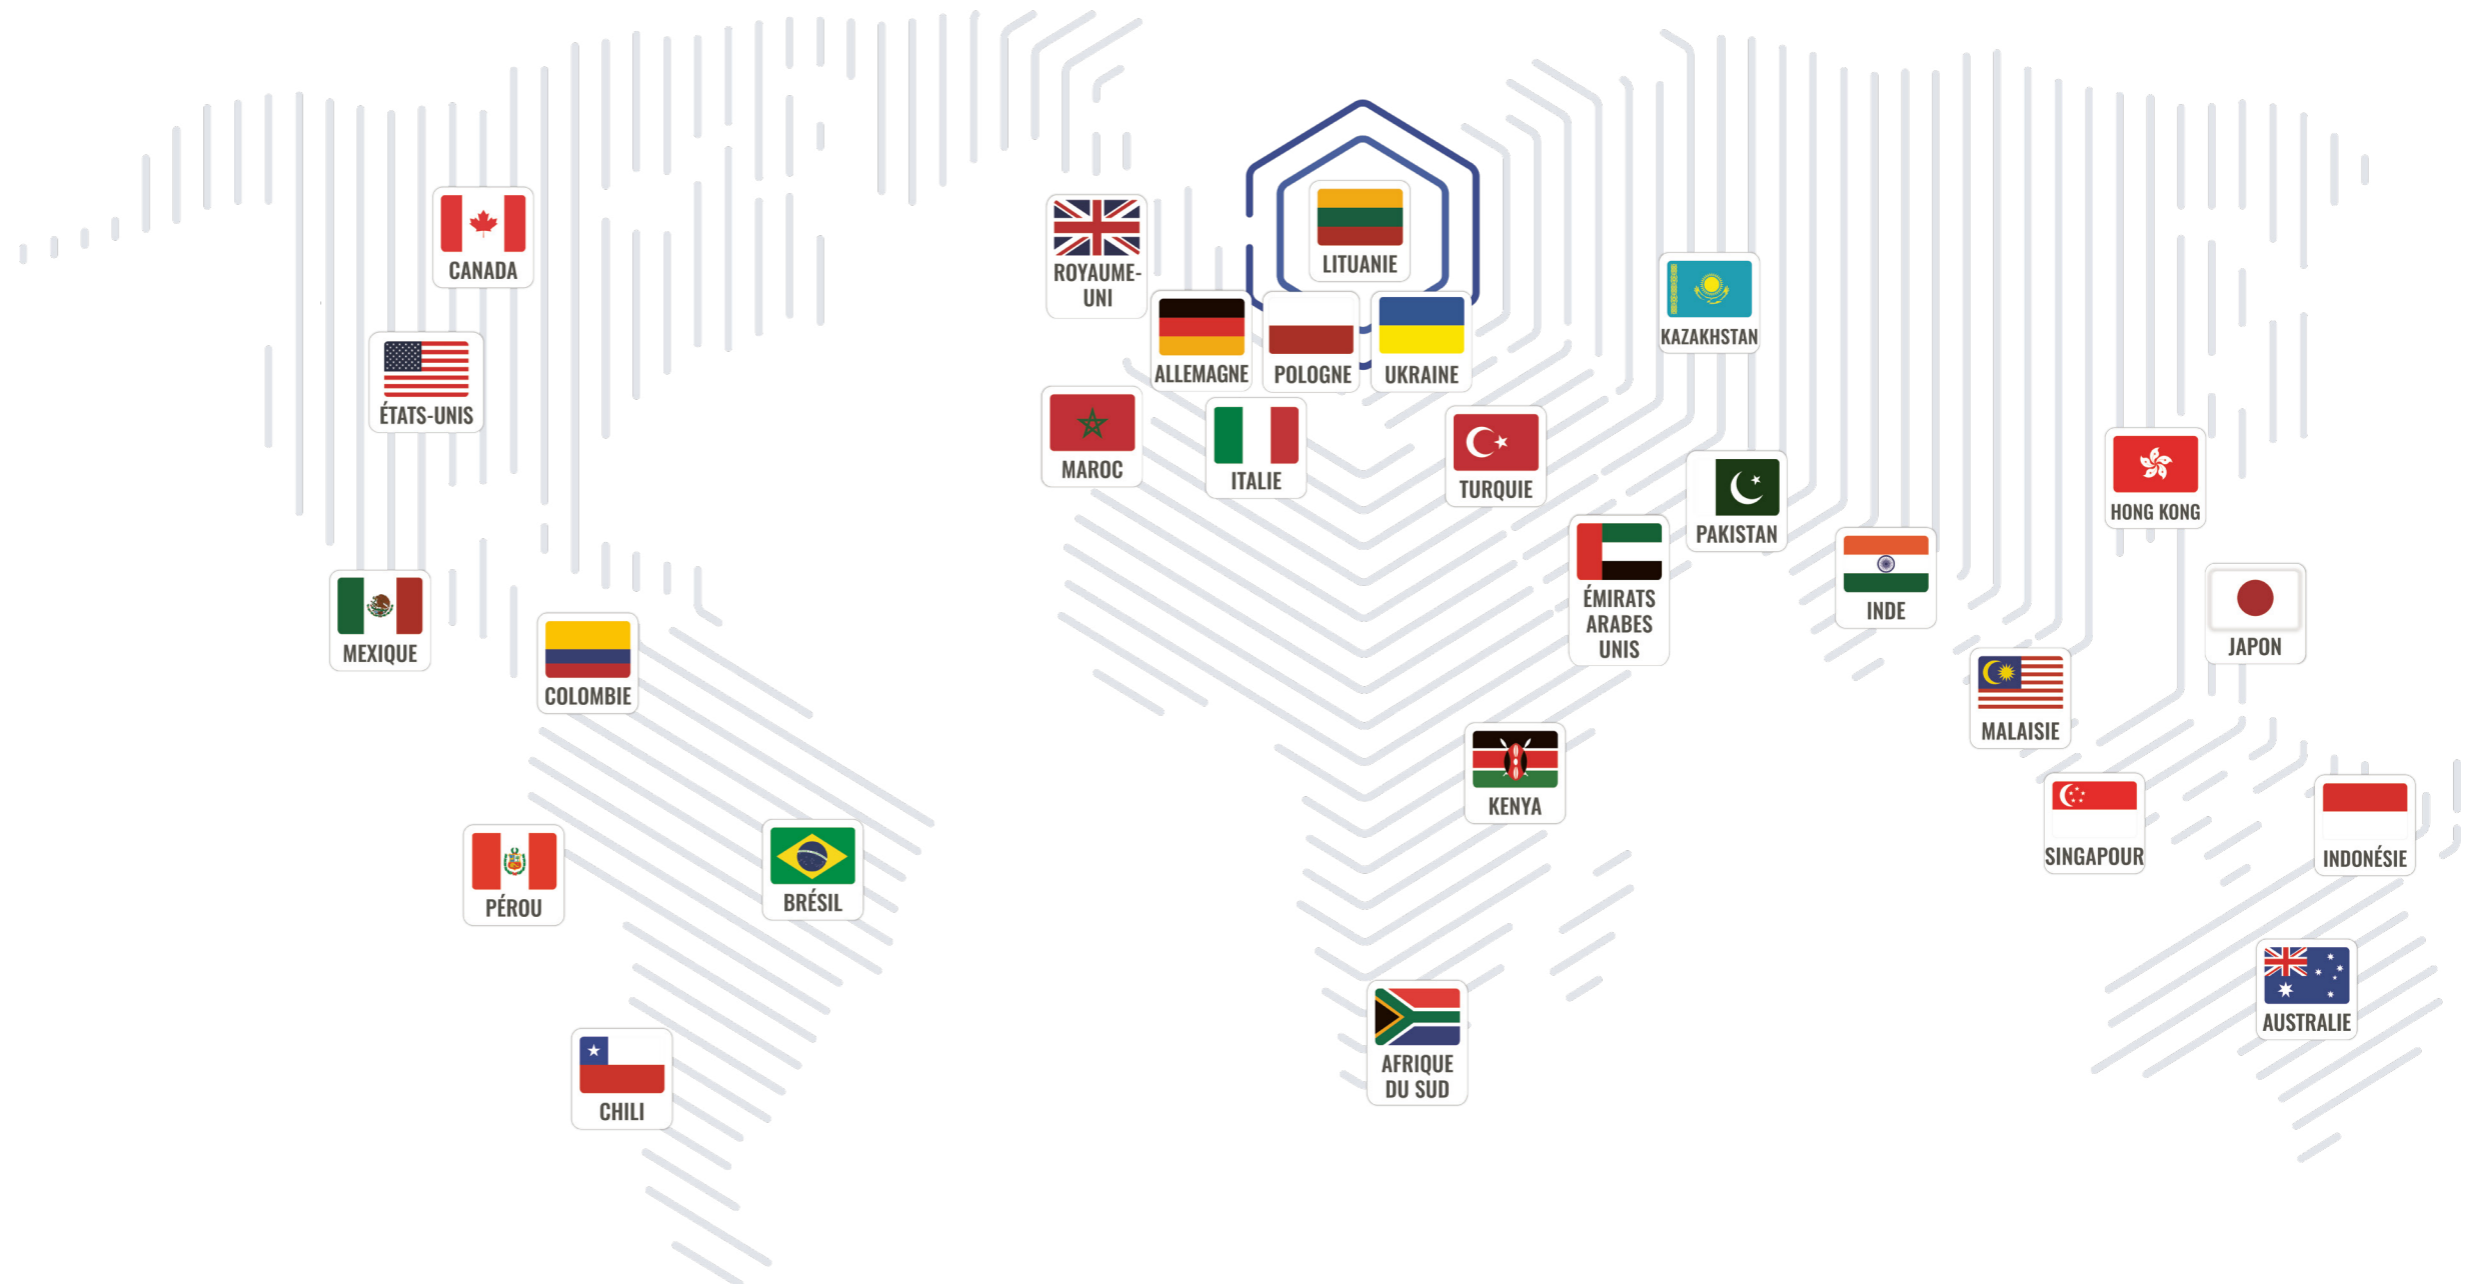 CANADA
ROYAUME-
UNI
LITUANIE
KAZAKHSTAN
ALLEMAGNE
POLOGNE
UKRAINE
ÉTATS-UNIS
MAROC
ITALIE
TURQUIE
PAKISTAN
HONG KONG
ÉMIRATS
ARABES
UNIS
INDE
MEXIQUE
JAPON
COLOMBIE
MALAISIE
KENYA
SINGAPOUR
INDONÉSIE
PÉROU
BRÉSIL
AUSTRALIE
AFRIQUE
DU SUD
CHILI